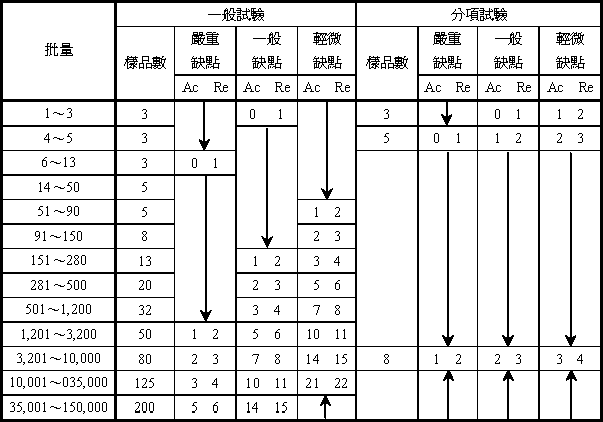 一般試驗 分項試驗
批量 樣品數 嚴重缺點 一般缺點 輕微缺點 樣品數 嚴重缺點 一般缺點 輕微缺點
Ac Re Ac Re Ac Re Ac Re Ac Re Ac Re
1～3 3 0 1 3 0 1 1 2
4～5 3 5 0 1 1 2 2 3
6～13 3 0 1
14～50 5
51～90 5 1 2
91～150 8 2 3
151～280 13 1 2 3 4
281～500 20 2 3 5 6
501～1,200 32 3 4 7 8
1,201～3,200 50 1 2 5 6 10 11
3,201～10,000 80 2 3 7 8 14 15 8 1 2 2 3 3 4
10,001～035,000 125 3 4 10 11 21 22
35,001～150,000 200 5 6 14 15